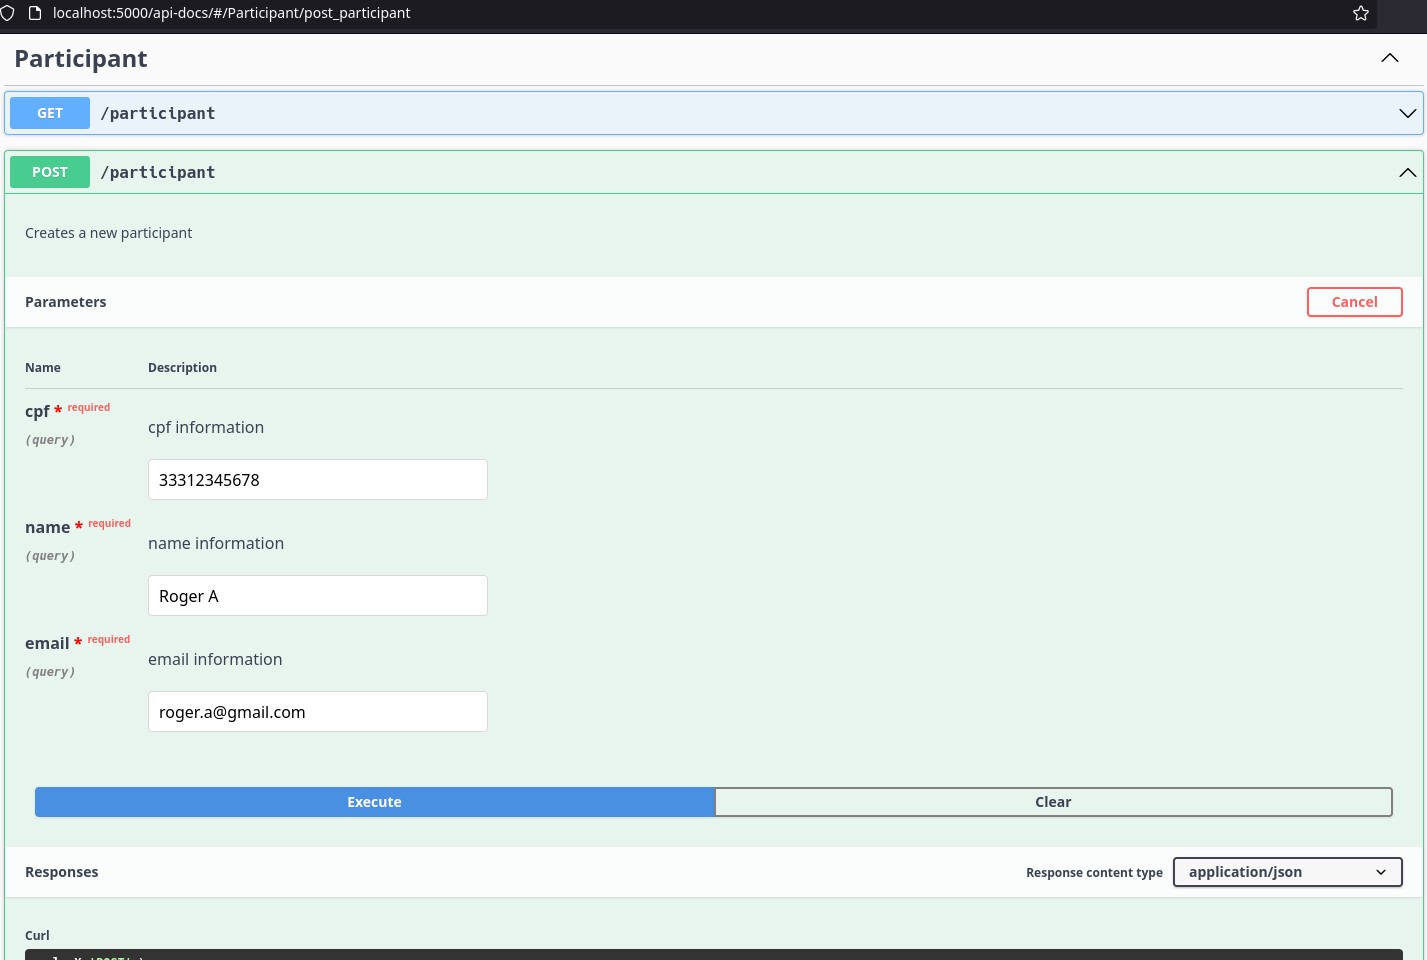 localhost:5000/api-docs/#/Participant/post_participant
Participant
GET /participant
POST /participant
Creates a new participant
Parameters
Cancel
Name Description
cpf * required
(query)
cpf information
33312345678
name * required
(query)
name information
Roger A
email * required
(query)
email information
roger.a@gmail.com
Execute Clear
Responses
Response content type application/json
Curl